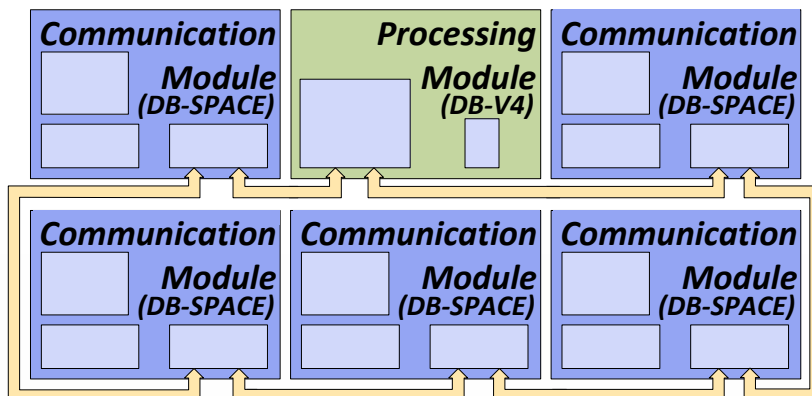 Communication
Module
(DB-SPACE)
Processing
Module
(DB-V4)
Communication
Module
(DB-SPACE)
Communication
Module
(DB-SPACE)
Communication
Module
(DB-SPACE)
Communication
Module
(DB-SPACE)